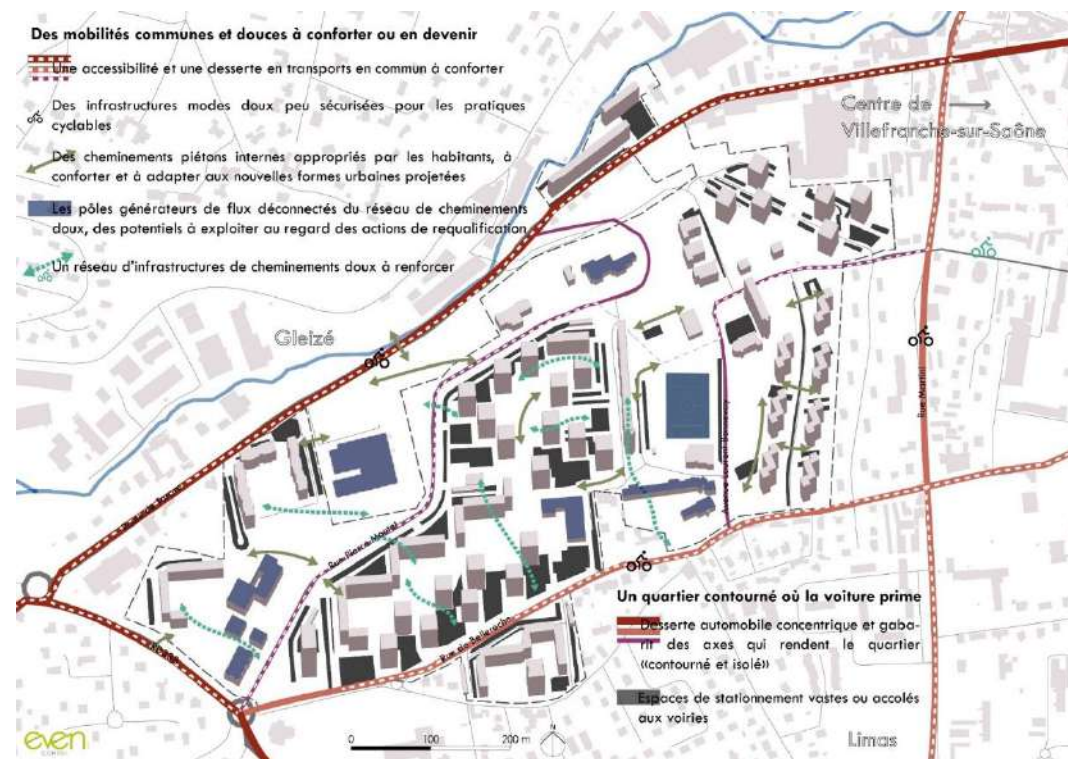 Des mobilités communes et douces à conforter ou en devenir
Une accessibilité et une desserte en transports en commun à conforter
Des infrastructures modes doux peu sécurisées pour les pratiques
cyclables
Des cheminements piétons internes appropriés par les habitants, à
conforter et à adapter aux nouvelles formes urbaines projetées
Les pôles générateurs de flux déconnectés du réseau de cheminements
doux, des potentiels à exploiter au regard des actions de requalification
Un réseau d'infrastructures de cheminements doux à renforcer
Centre de
Villefranche-sur-Saône
Gleizé
Rue Martini
Rue Pierre Montet
Rue de Belleroche
Un quartier contourné où la voiture prime
Desserte automobile concentrique et gaba-
rit des axes qui rendent le quartier
«contourné et isolé»
Espaces de stationnement vastes ou accolés
aux voiries
Limas
even
0 100 200 m
N